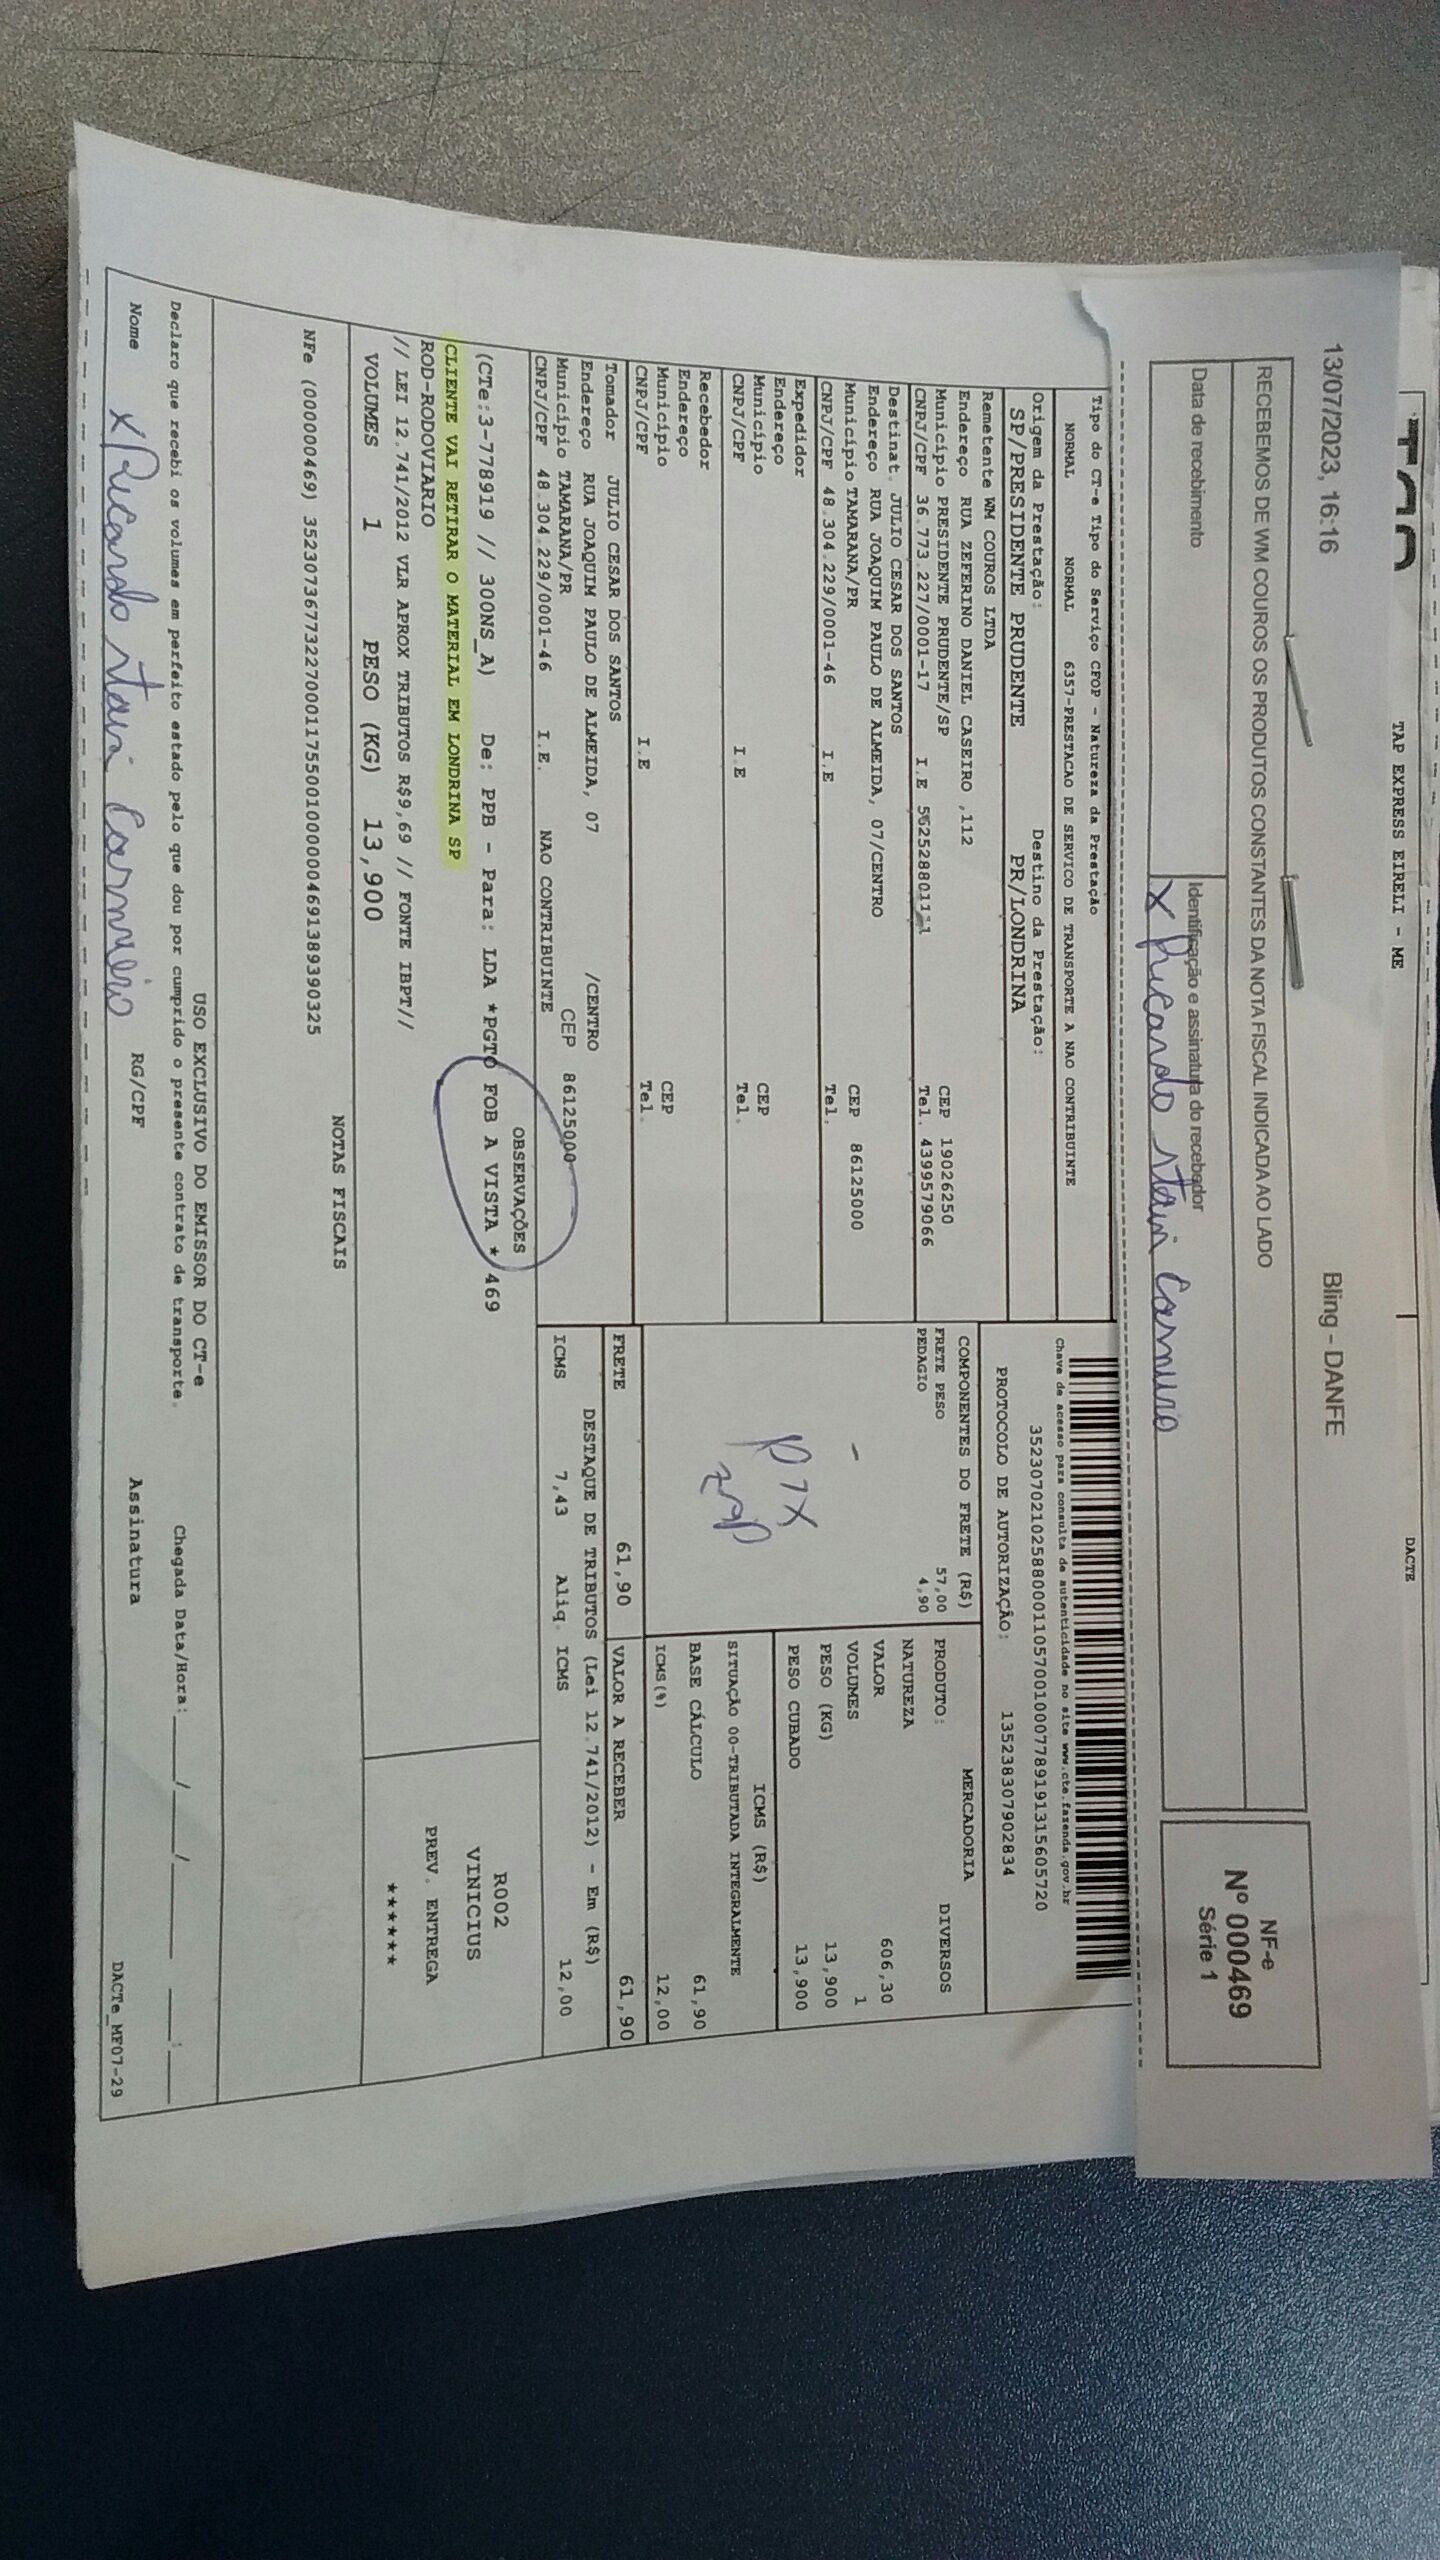 TAP EXPRESS EIRELI - ME
DACTE
13/07/2023, 16:16
Bling - DANFE
RECEBEMOS DE WM COUROS OS PRODUTOS CONSTANTES DA NOTA FISCAL INDICADA AO LADO
Data de recebimento
Identificação e assinatura do recebedor
NF-e
Nº 000469
Série 1
Tipo do CT-e Tipo do Serviço CFOP - Natureza da Prestação
NORMAL NORMAL 6357-PRESTACAO DE SERVICO DE TRANSPORTE A NAO CONTRIBUINTE
Origem da Prestação: Destino da Prestação:
SP/PRESIDENTE PRUDENTE PR/LONDRINA
Remetente WM COUROS LTDA
Endereço RUA ZEFERINO DANIEL CASEIRO ,112
Município PRESIDENTE PRUDENTE/SP CEP 19026250
CNPJ/CPF 36.773.227/0001-17 I.E Tel. 4399579066
Destinat. JULIO CESAR DOS SANTOS
Endereço RUA JOAQUIM PAULO DE ALMEIDA, 07/CENTRO
Município TAMARANA/PR CEP 86125000
CNPJ/CPF 48.304.229/0001-46 I.E Tel.
Expedidor
Endereço
Município CEP
CNPJ/CPF I.E Tel.
Recebedor
Endereço
Município CEP
CNPJ/CPF I.E Tel.
Tomador JULIO CESAR DOS SANTOS
Endereço RUA JOAQUIM PAULO DE ALMEIDA, 07 /CENTRO
Município TAMARANA/PR CEP 86125000
CNPJ/CPF 48.304.229/0001-46 I.E. NAO CONTRIBUINTE
Chave de acesso para consulta de autenticidade no site www.cte.fazenda.gov.br
35230702102588000110570010007789191315605720
PROTOCOLO DE AUTORIZAÇÃO: 135238307902834
COMPONENTES DO FRETE (R$)
FRETE PESO 57,00
PEDAGIO 4,90
MERCADORIA
PRODUTO: DIVERSOS
NATUREZA
VALOR 606,30
VOLUMES 1
PESO (KG) 13,900
PESO CUBADO 13,900
ICMS (R$)
SITUAÇÃO 00-TRIBUTADA INTEGRALMENTE
BASE CÁLCULO 61,90
ICMS(%) 12,00
FRETE 61,90
VALOR A RECEBER 61,90
DESTAQUE DE TRIBUTOS (Lei 12.741/2012) - Em (R$)
ICMS 7,43 Aliq. ICMS 12,00
OBSERVAÇÕES
(CTe:3-778919 // 300NS_A) De: PPB - Para: LDA *PGTO FOB A VISTA * 469
CLIENTE VAI RETIRAR O MATERIAL EM LONDRINA SP
ROD-RODOVIARIO
// LEI 12.741/2012 VLR APROX TRIBUTOS R$9,69 // FONTE IBPT//
R002
VINICIUS
PREV. ENTREGA
******
VOLUMES 1 PESO (KG) 13,900
NOTAS FISCAIS
NFe (000000469) 35230736773227000117550010000004691389390325
USO EXCLUSIVO DO EMISSOR DO CT-e
Declaro que recebi os volumes em perfeito estado pelo que dou por cumprido o presente contrato de transporte. Chegada Data/Hora:___/___/_____ ___:___
Nome RG/CPF Assinatura
DACTe_MF07-29